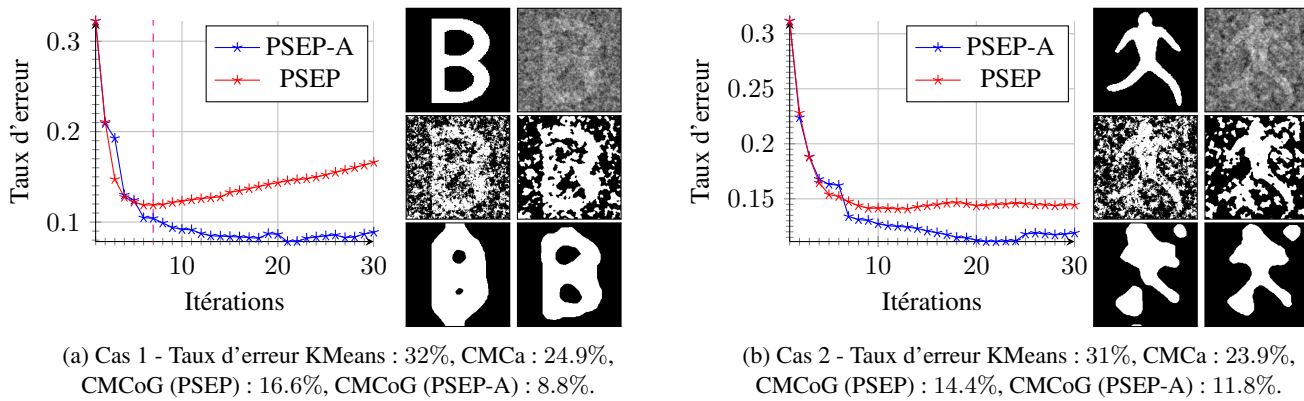 0.3
0.2
0.1
Taux d'erreur
PSEP-A
PSEP
10
20
30
Itérations
(a) Cas 1 - Taux d'erreur KMeans : 32%, CMCa : 24.9%,
CMCoG (PSEP) : 16.6%, CMCoG (PSEP-A) : 8.8%.
0.3
0.25
0.2
0.15
Taux d'erreur
PSEP-A
PSEP
10
20
30
Itérations
(b) Cas 2 - Taux d'erreur KMeans : 31%, CMCa : 23.9%,
CMCoG (PSEP) : 14.4%, CMCoG (PSEP-A) : 11.8%.